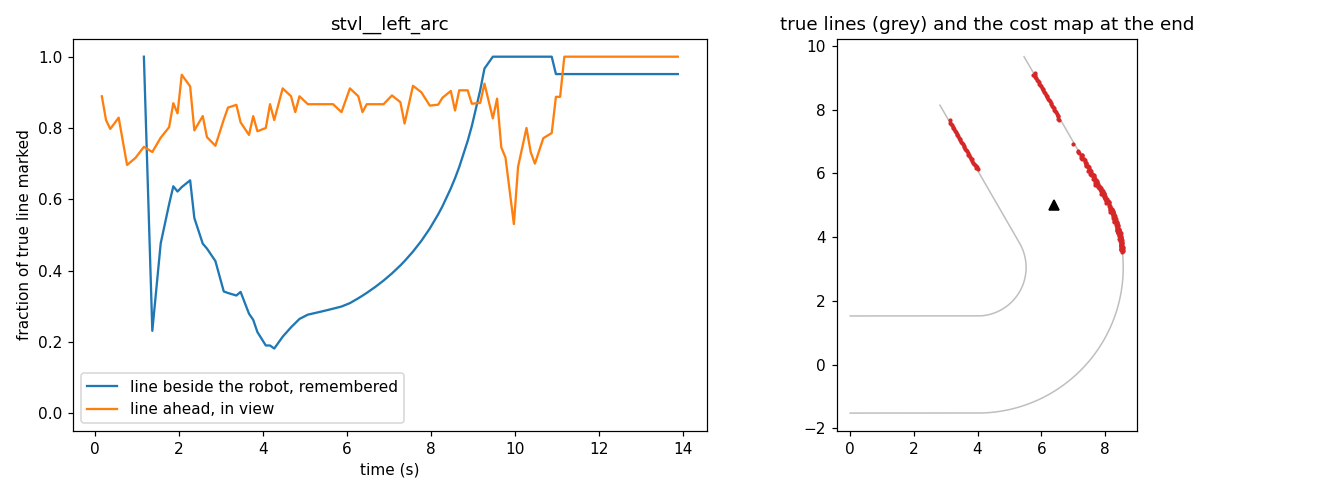 stvl__left_arc
true lines (grey) and the cost map at the end
fraction of true line marked
1.0
0.8
0.6
0.4
0.2
0.0
line beside the robot, remembered
line ahead, in view
0 2 4 6 8 10 12 14
time (s)
10
8
6
4
2
0
−2
0 2 4 6 8